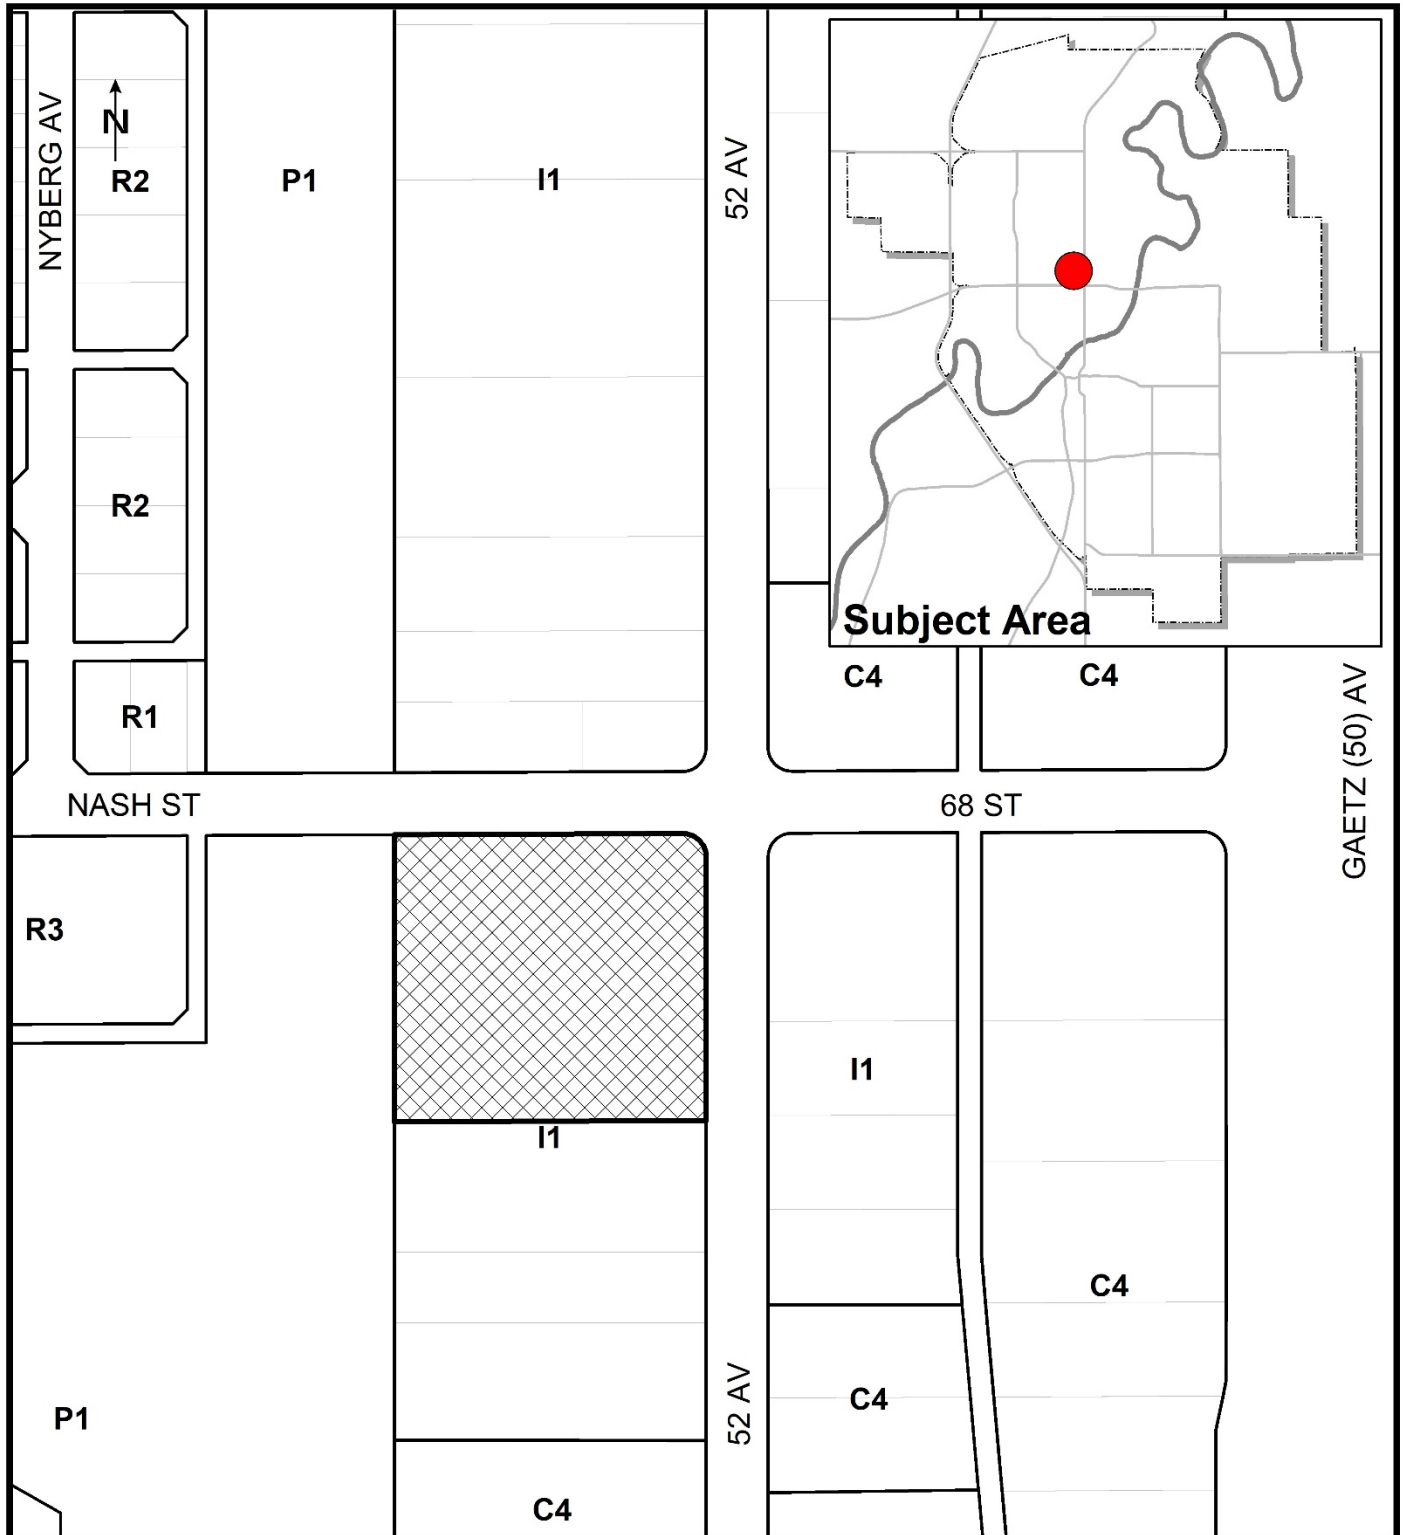 NYBERG AV
N
R2
P1
I1
52 AV
R2
Subject Area
R1
C4
C4
GAETZ (50) AV
NASH ST
68 ST
R3
I1
I1
C4
C4
52 AV
P1
C4